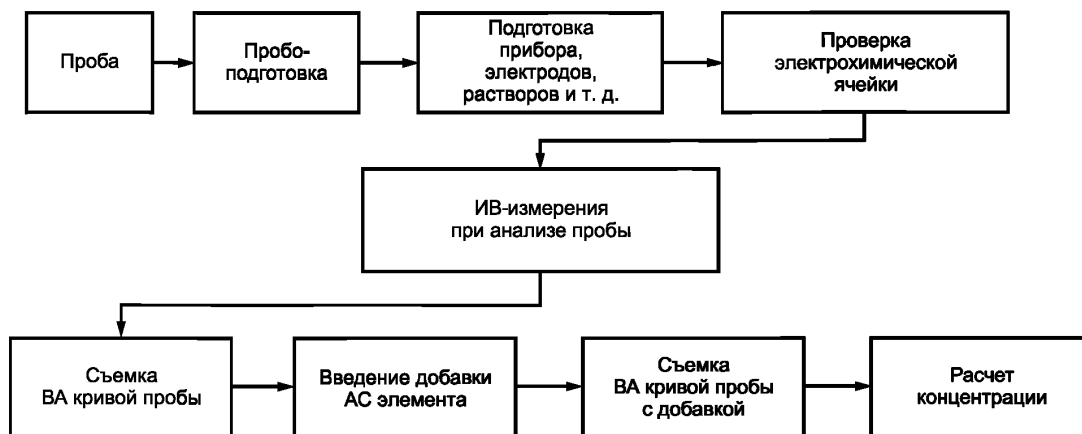 Проба
Пробо-
подготовка
Подготовка
прибора,
электродов,
растворов и т. д.
Проверка
электрохимической
ячейки
ИВ-измерения
при анализе пробы
Съемка
ВА кривой пробы
Введение добавки
АС элемента
Съемка
ВА кривой пробы
с добавкой
Расчет
концентрации